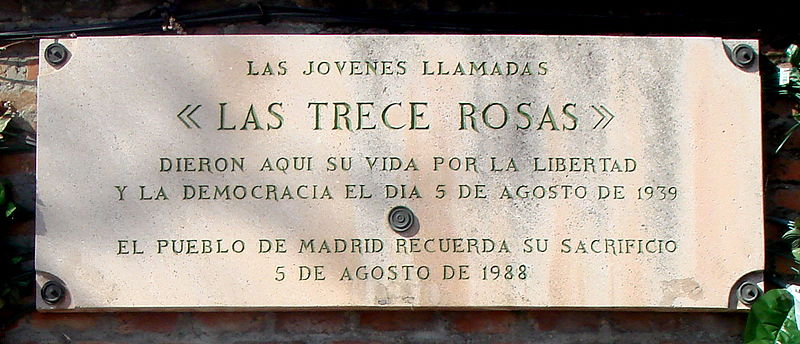 LAS JOVENES LLAMADAS
« LAS TRECE ROSAS »
DIERON AQUI SU VIDA POR LA LIBERTAD
Y LA DEMOCRACIA EL DIA 5 DE AGOSTO DE 1939
EL PUEBLO DE MADRID RECUERDA SU SACRIFICIO
5 DE AGOSTO DE 1988